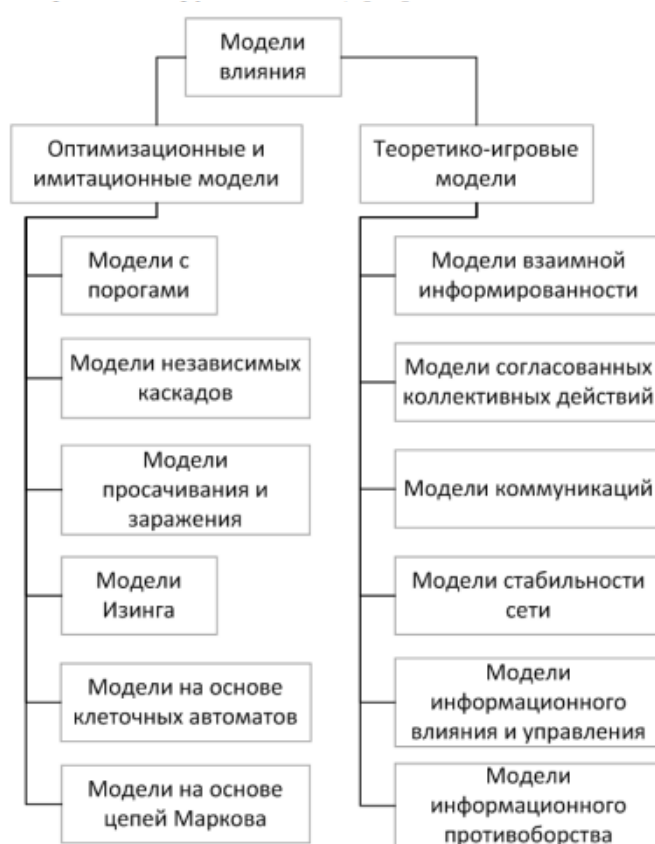 Модели
влияния
Оптимизационные и
имитационные модели
Модели с
порогами
Модели независимых
каскадов
Модели
просачивания и
заражения
Модели
Изинга
Модели на основе
клеточных автоматов
Модели на основе
цепей Маркова
Теоретико-игровые
модели
Модели взаимной
информированности
Модели согласованных
коллективных действий
Модели коммуникаций
Модели стабильности
сети
Модели
информационного
влияния и управления
Модели
информационного
противоборства